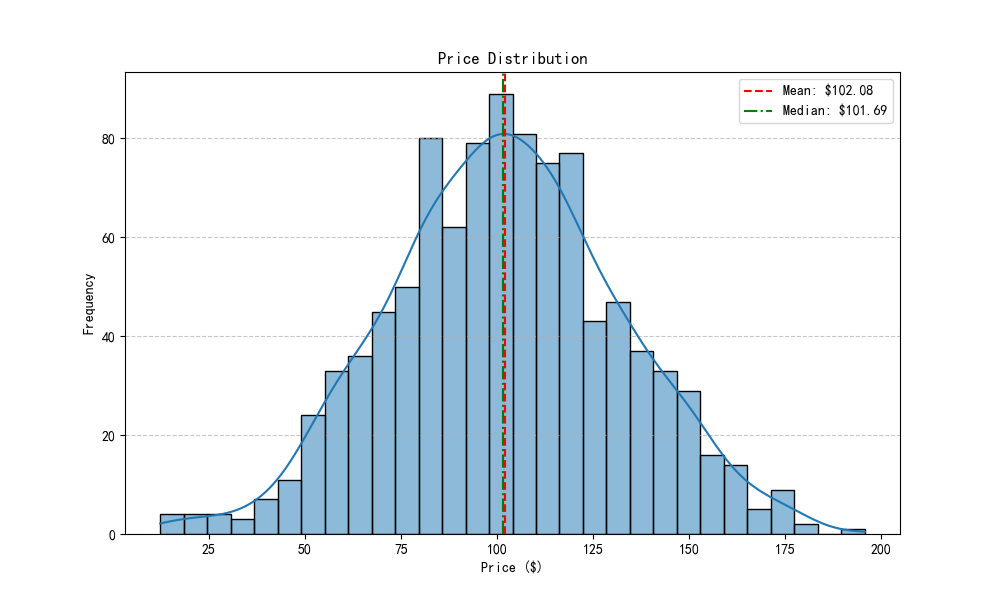 Price Distribution
Mean: $102.08
Median: $101.69
Frequency
80
60
40
20
0
25 50 75 100 125 150 175 200
Price ($)